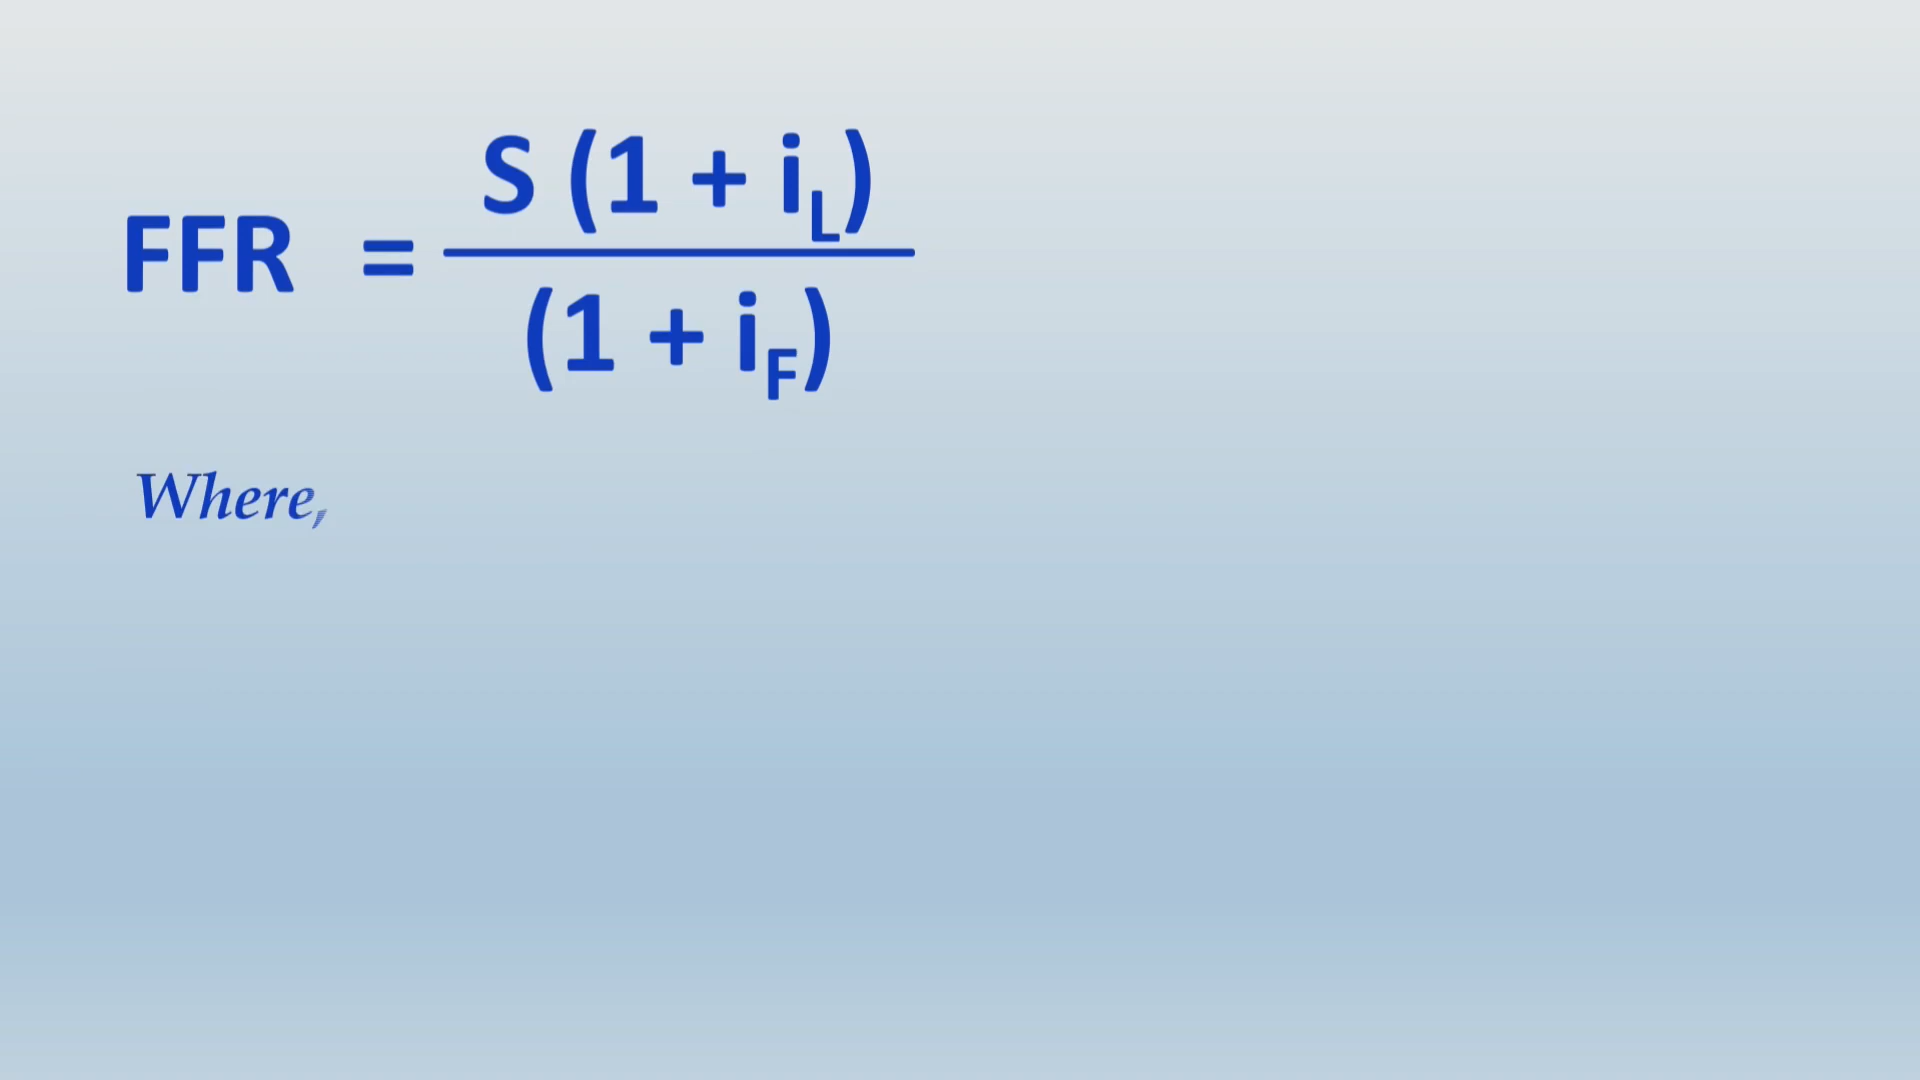 FFR = S (1 + iL)
(1 + iF)
Where,